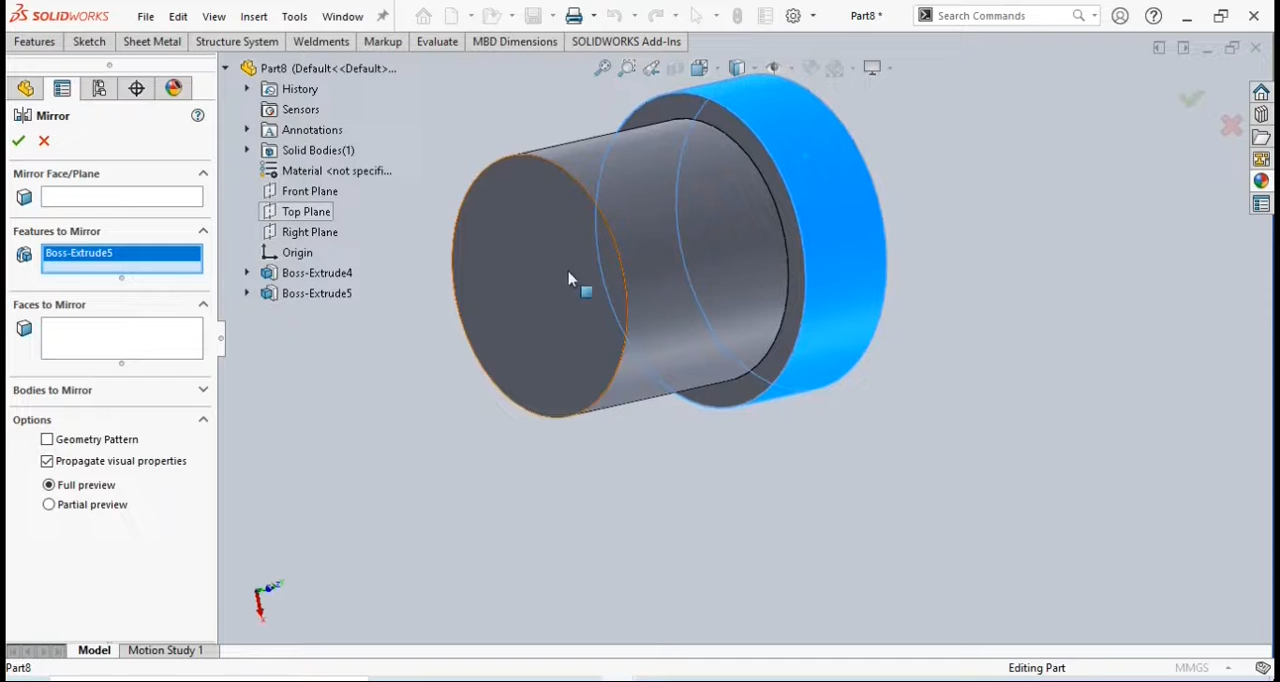 SOLIDWORKS File Edit View Insert Tools Window Part8 * Search Commands
Features Sketch Sheet Metal Structure System Weldments Markup Evaluate MBD Dimensions SOLIDWORKS Add-Ins
Mirror
Mirror Face/Plane
Features to Mirror
Boss-Extrude5
Faces to Mirror
Bodies to Mirror
Options
Geometry Pattern
Propagate visual properties
Full preview
Partial preview
Part8 (Default<<Default>...
History
Sensors
Annotations
Solid Bodies(1)
Material <not specifi...
Front Plane
Top Plane
Right Plane
Origin
Boss-Extrude4
Boss-Extrude5
Model Motion Study 1
Part8 Editing Part MMGS